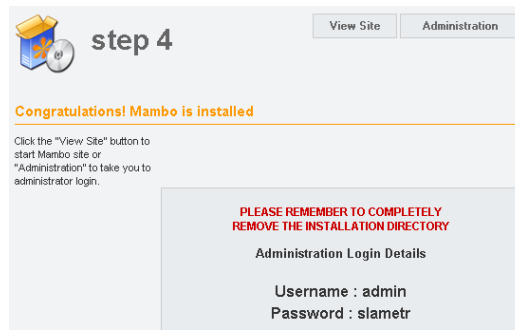 step 4
View Site
Administration
Congratulations! Mambo is installed
Click the "View Site" button to
start Mambo site or
"Administration" to take you to
administrator login.
PLEASE REMEMBER TO COMPLETELY
REMOVE THE INSTALLATION DIRECTORY
Administration Login Details
Username : admin
Password : slametr